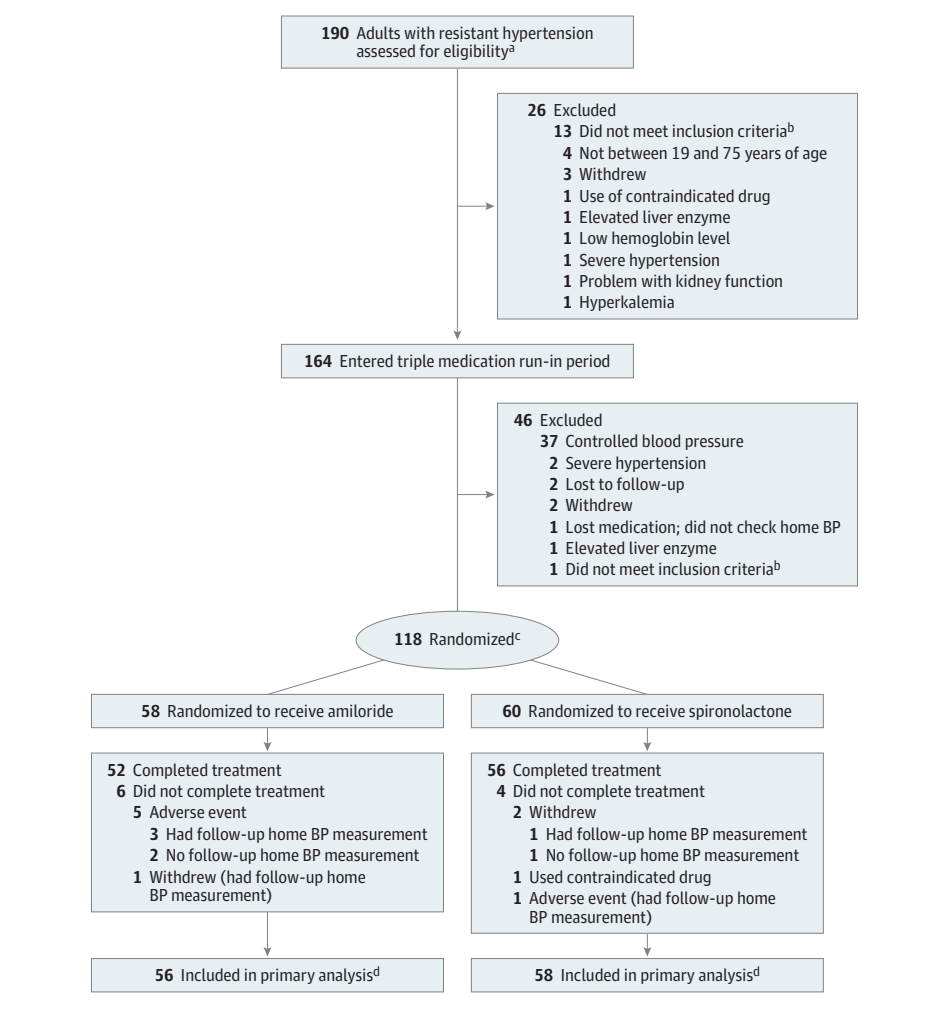 190 Adults with resistant hypertension
assessed for eligibilityᵃ
26 Excluded
13 Did not meet inclusion criteriaᵇ
4 Not between 19 and 75 years of age
3 Withdrew
1 Use of contraindicated drug
1 Elevated liver enzyme
1 Low hemoglobin level
1 Severe hypertension
1 Problem with kidney function
1 Hyperkalemia
164 Entered triple medication run-in period
46 Excluded
37 Controlled blood pressure
2 Severe hypertension
2 Lost to follow-up
2 Withdrew
1 Lost medication; did not check home BP
1 Elevated liver enzyme
1 Did not meet inclusion criteriaᵇ
118 Randomizedᶜ
58 Randomized to receive amiloride
52 Completed treatment
6 Did not complete treatment
5 Adverse event
3 Had follow-up home BP measurement
2 No follow-up home BP measurement
1 Withdrew (had follow-up home
BP measurement)
56 Included in primary analysisᵈ
60 Randomized to receive spironolactone
56 Completed treatment
4 Did not complete treatment
2 Withdrew
1 Had follow-up home BP measurement
1 No follow-up home BP measurement
1 Used contraindicated drug
1 Adverse event (had follow-up home
BP measurement)
58 Included in primary analysisᵈ